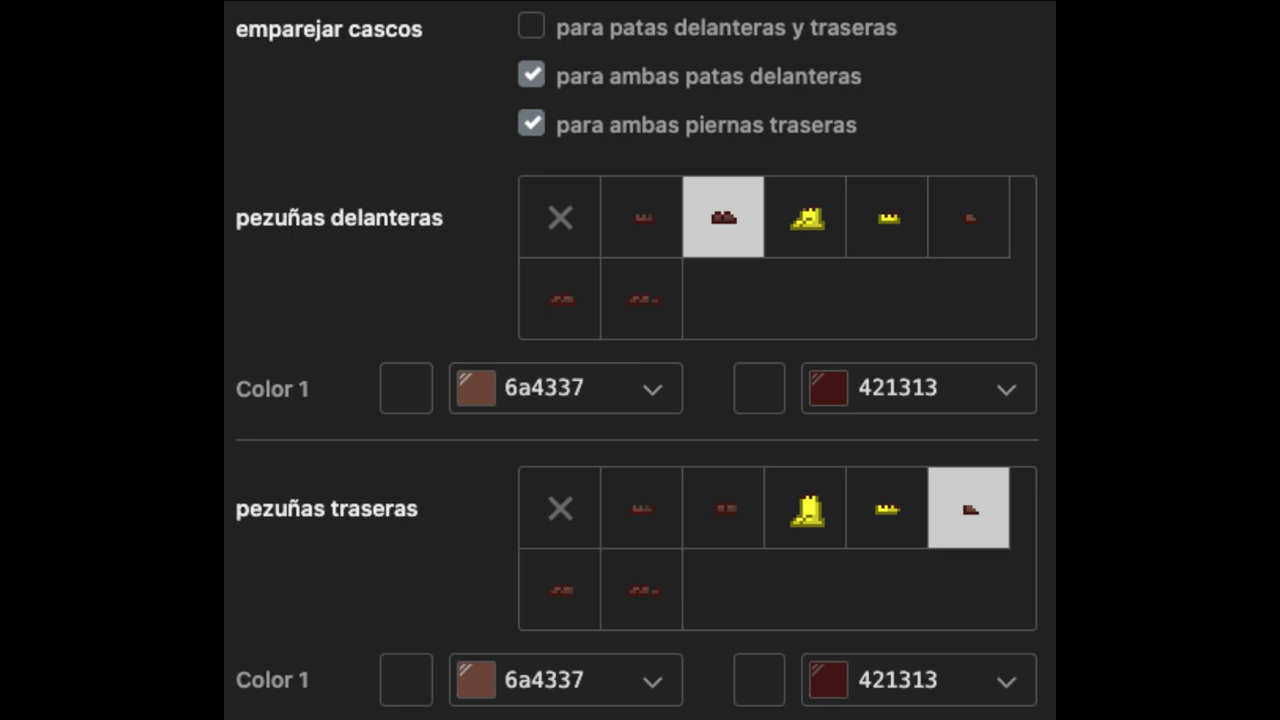 emparejar cascos
para patas delanteras y traseras
para ambas patas delanteras
para ambas piernas traseras
pezuñas delanteras
Color 1 6a4337 421313
pezuñas traseras
Color 1 6a4337 421313